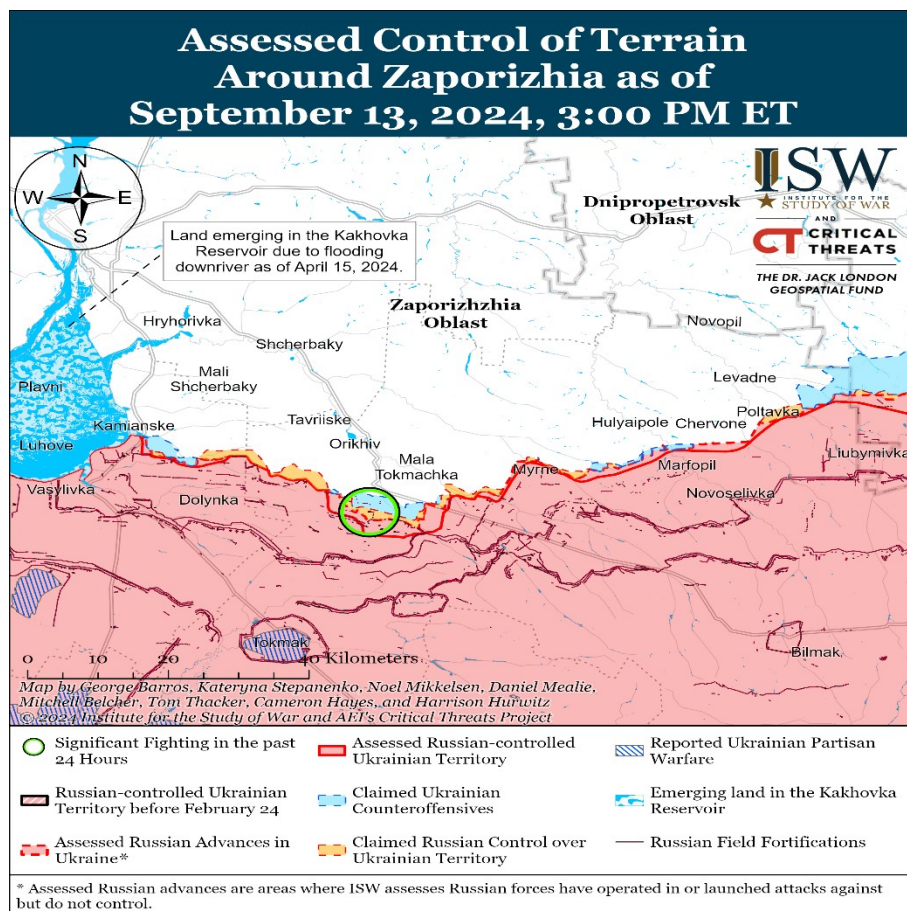 Assessed Control of Terrain
Around Zaporizhia as of
September 13, 2024, 3:00 PM ET
N
W E
S
ISW
INSTITUTE FOR THE
STUDY OF WAR
AND
CT CRITICAL
THREATS
THE DR. JACK LONDON
GEOSPATIAL FUND
Dnipropetrovsk
Oblast
Land emerging in the Kakhovka
Reservoir due to flooding
downriver as of April 15, 2024.
Zaporizhzhia
Oblast
Hryhorivka
Novopil
Shcherbaky
Mali
Shcherbaky
Levadne
Plavni
Tavriiske
Poltavka
Kamianske
Hulyaipole
Chervone
Luhove
Orikhiv
Liubymivka
Mala
Tokmachka
Myrne
Marfopil
Vasylivka
Dolynka
Novoselivka
Tokmak
Bilmak
0 20 40 Kilometers
Map by George Barros, Kateryna Stepanenko, Noel Mikkelsen, Daniel Mealie,
Mitchell Belcher, Tom Thacker, Cameron Hayes, and Harrison Hurwitz
© 2024 Institute for the Study of War and AEI's Critical Threats Project
Significant Fighting in the past
24 Hours
Assessed Russian-controlled
Ukrainian Territory
Reported Ukrainian Partisan
Warfare
Russian-controlled Ukrainian
Territory before February 24
Claimed Ukrainian
Counteroffensives
Emerging land in the Kakhovka
Reservoir
Assessed Russian Advances in
Ukraine*
Claimed Russian Control over
Ukrainian Territory
Russian Field Fortifications
* Assessed Russian advances are areas where ISW assesses Russian forces have operated in or launched attacks against
but do not control.